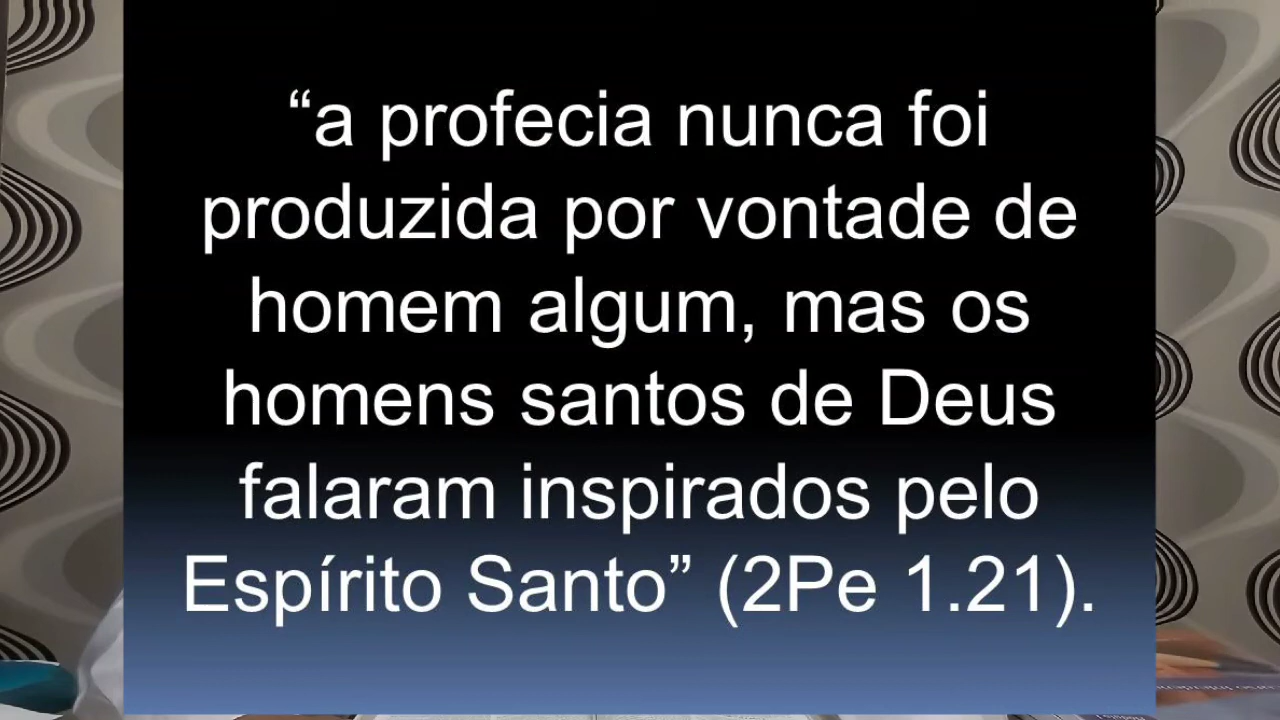 “a profecia nunca foi
produzida por vontade de
homem algum, mas os
homens santos de Deus
falaram inspirados pelo
Espírito Santo” (2Pe 1.21).